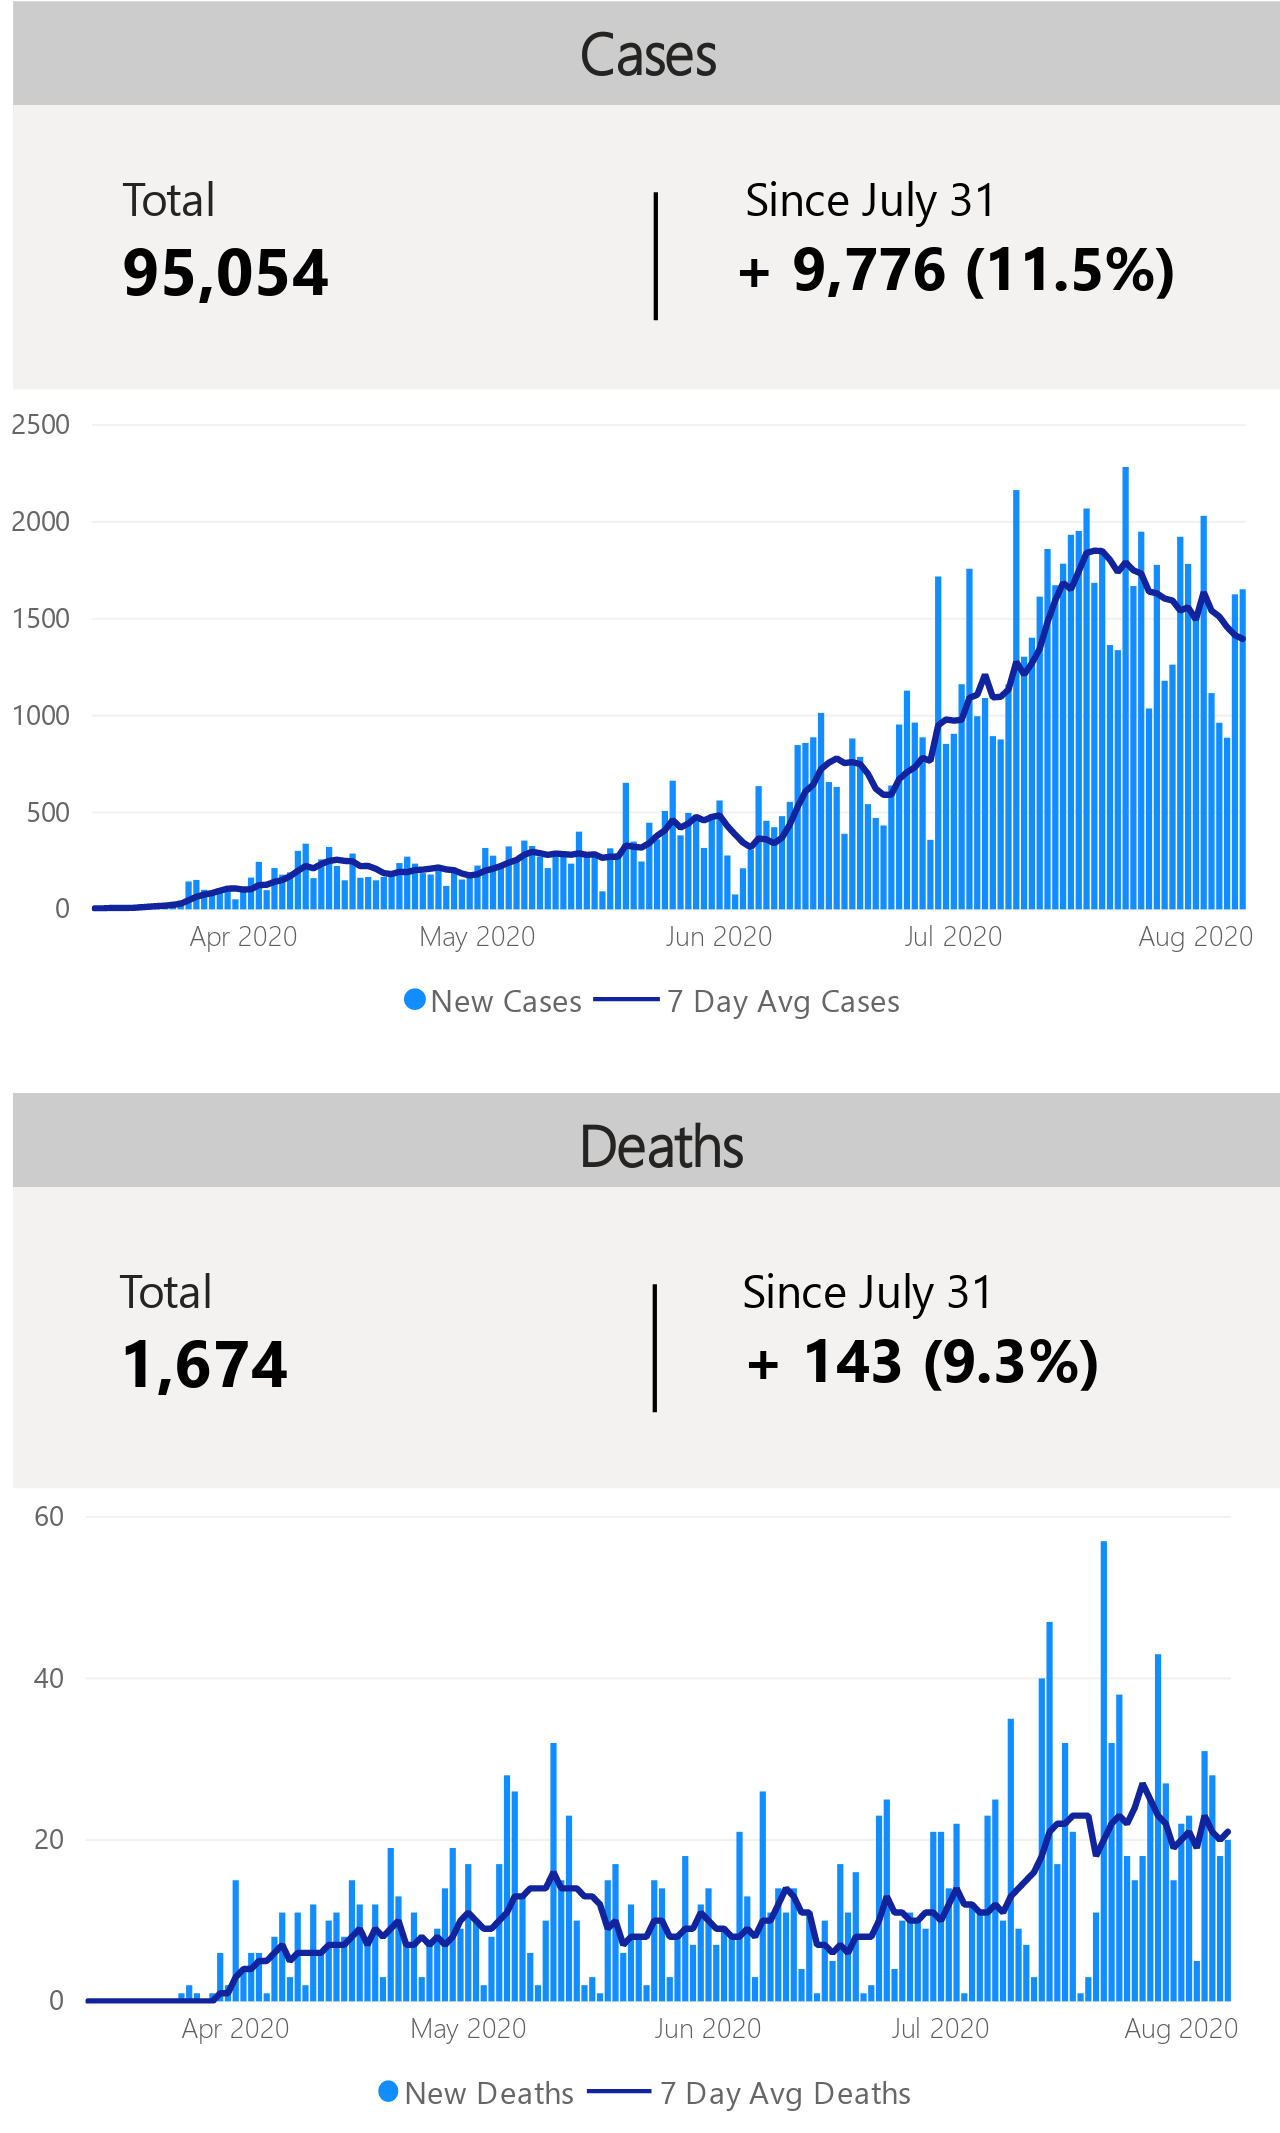 Cases
Total
Since July 31
95,054
+ 9,776 (11.5%)
2500
2000
1500
1000
500
0
Apr 2020
May 2020
Jun 2020
Jul 2020
Aug 2020
New Cases
7 Day Avg Cases
Deaths
Total
Since July 31
1,674
+ 143 (9.3%)
60
40
20
0
Apr 2020
May 2020
Jun 2020
Jul 2020
Aug 2020
New Deaths
7 Day Avg Deaths